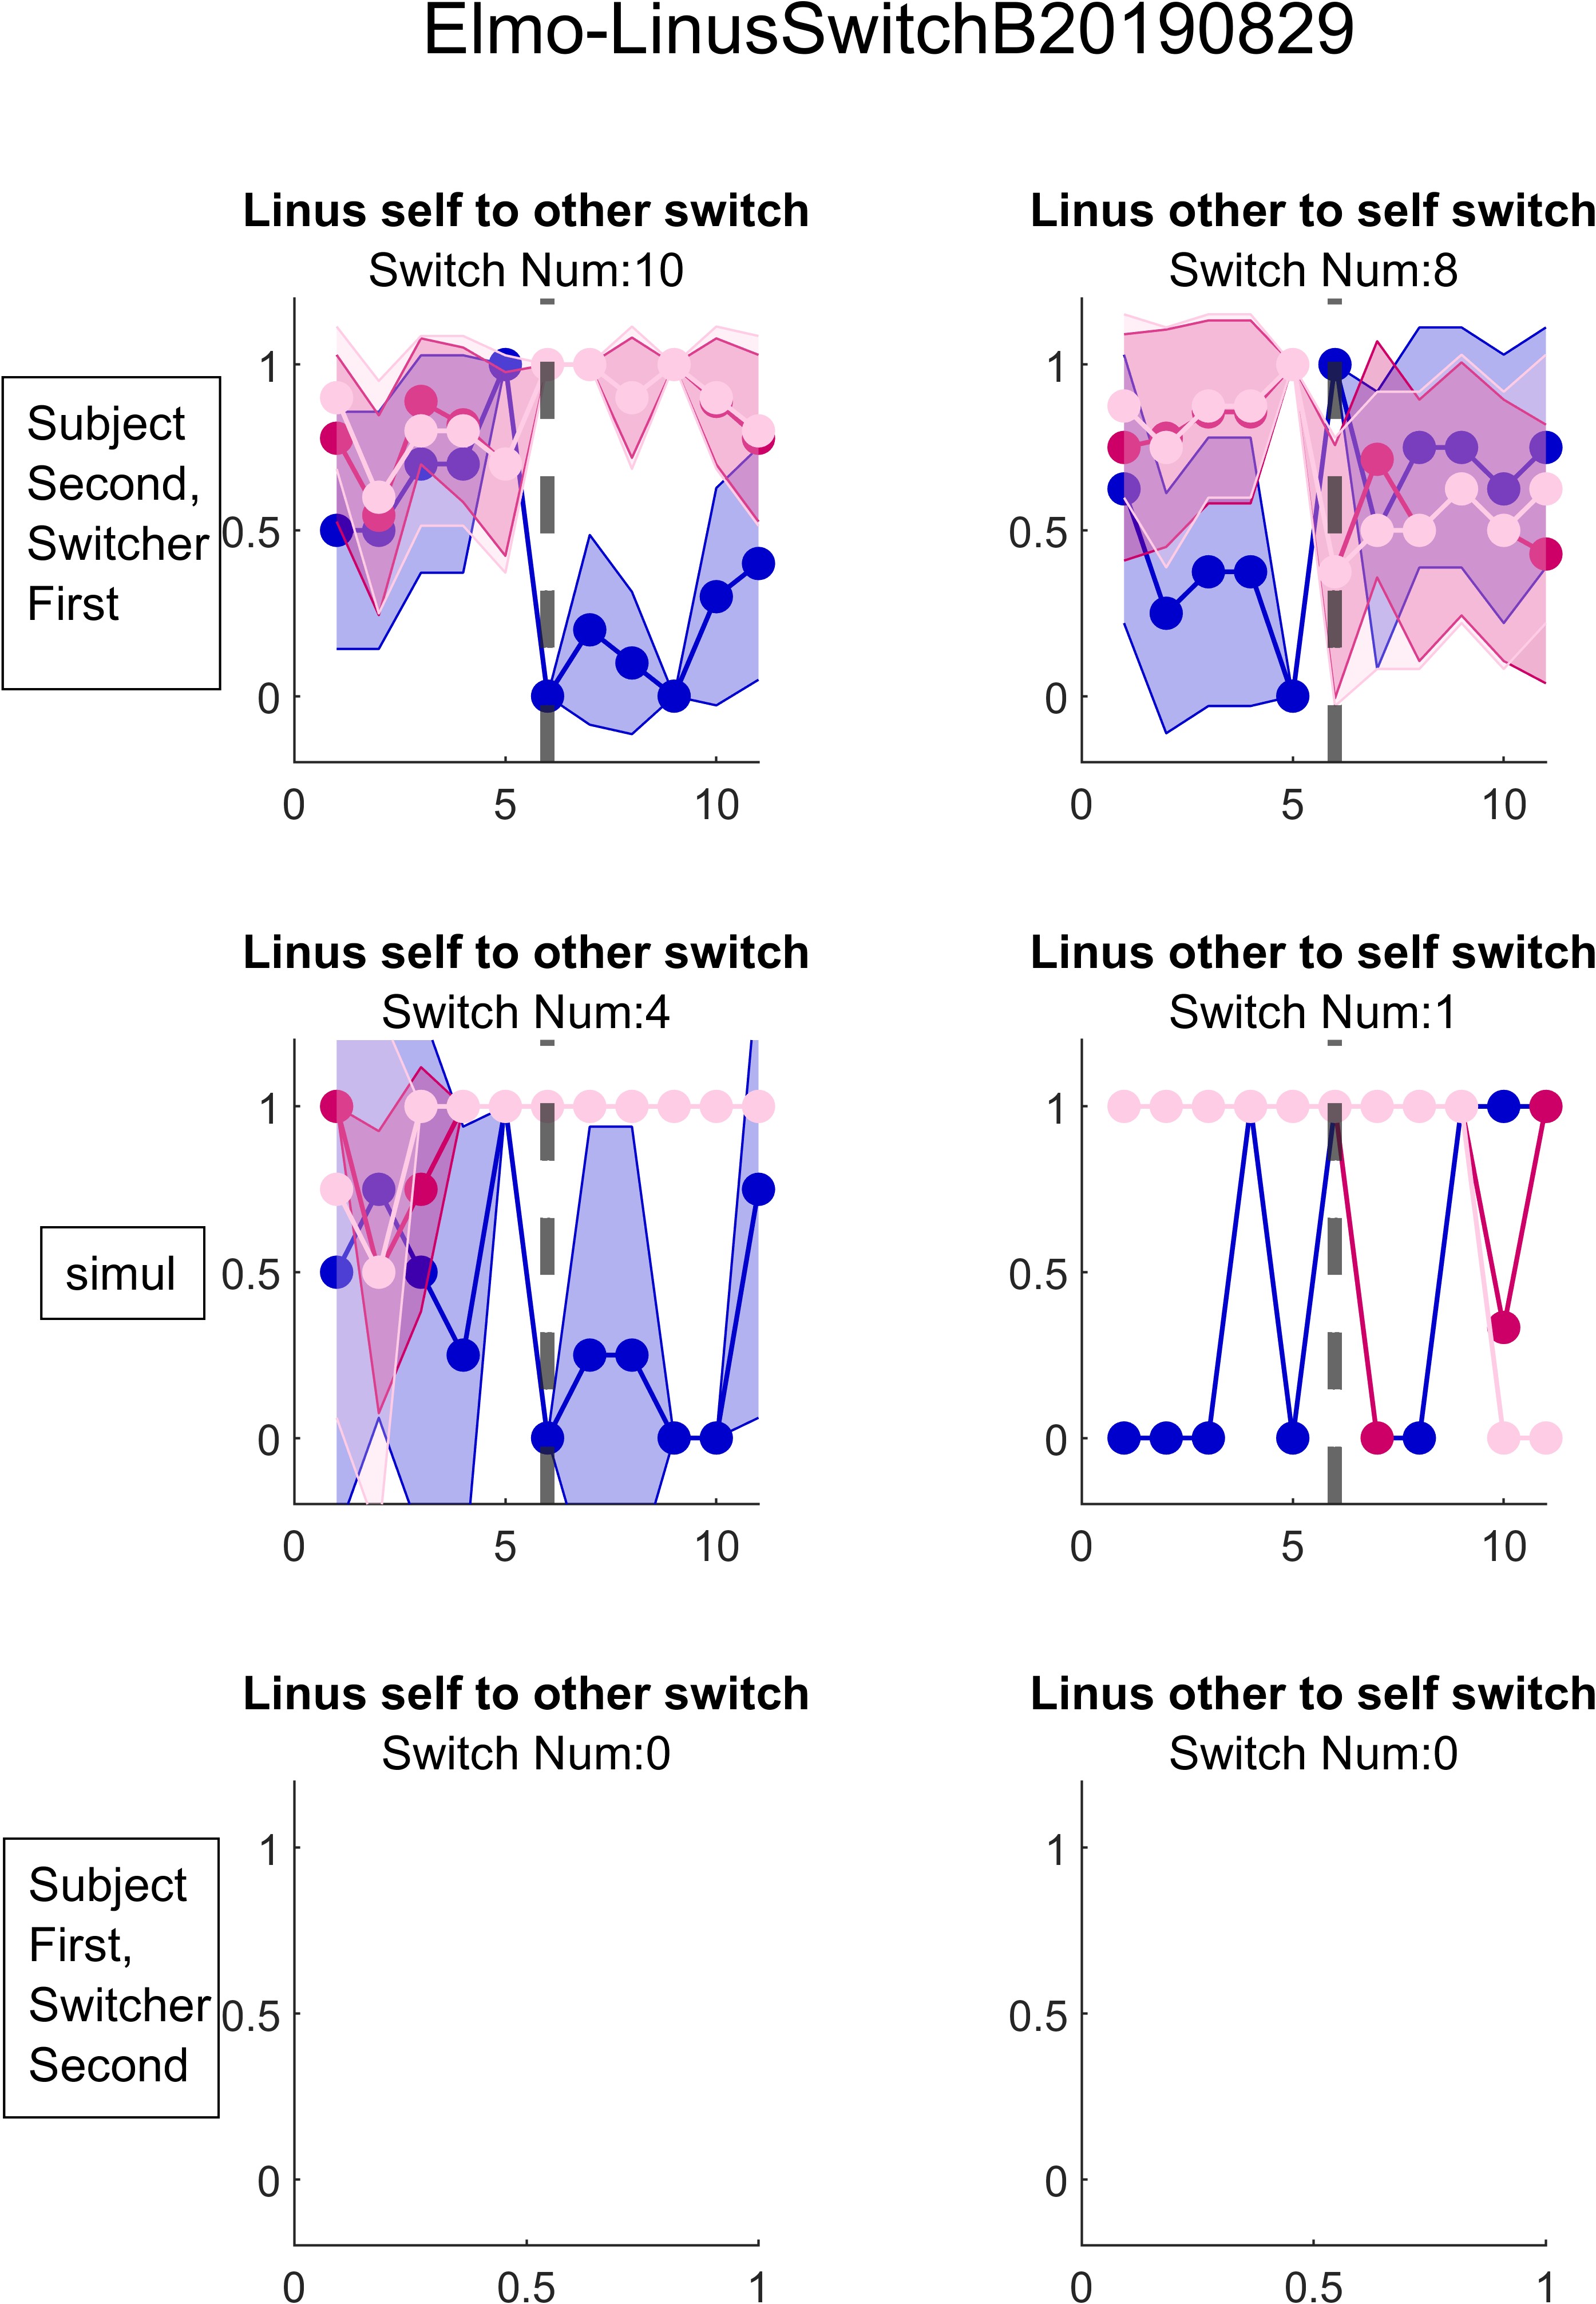 Elmo-LinusSwitchB20190829
Linus self to other switch
Switch Num:10
Linus other to self switch
Switch Num:8
Subject
Second,
Switcher
First
1
0.5
0
0
5
10
1
0.5
0
0
5
10
Linus self to other switch
Switch Num:4
Linus other to self switch
Switch Num:1
simul
1
0.5
0
0
5
10
1
0.5
0
0
5
10
Linus self to other switch
Switch Num:0
Linus other to self switch
Switch Num:0
Subject
First,
Switcher
Second
1
0.5
0
0
0.5
1
1
0.5
0
0
0.5
1